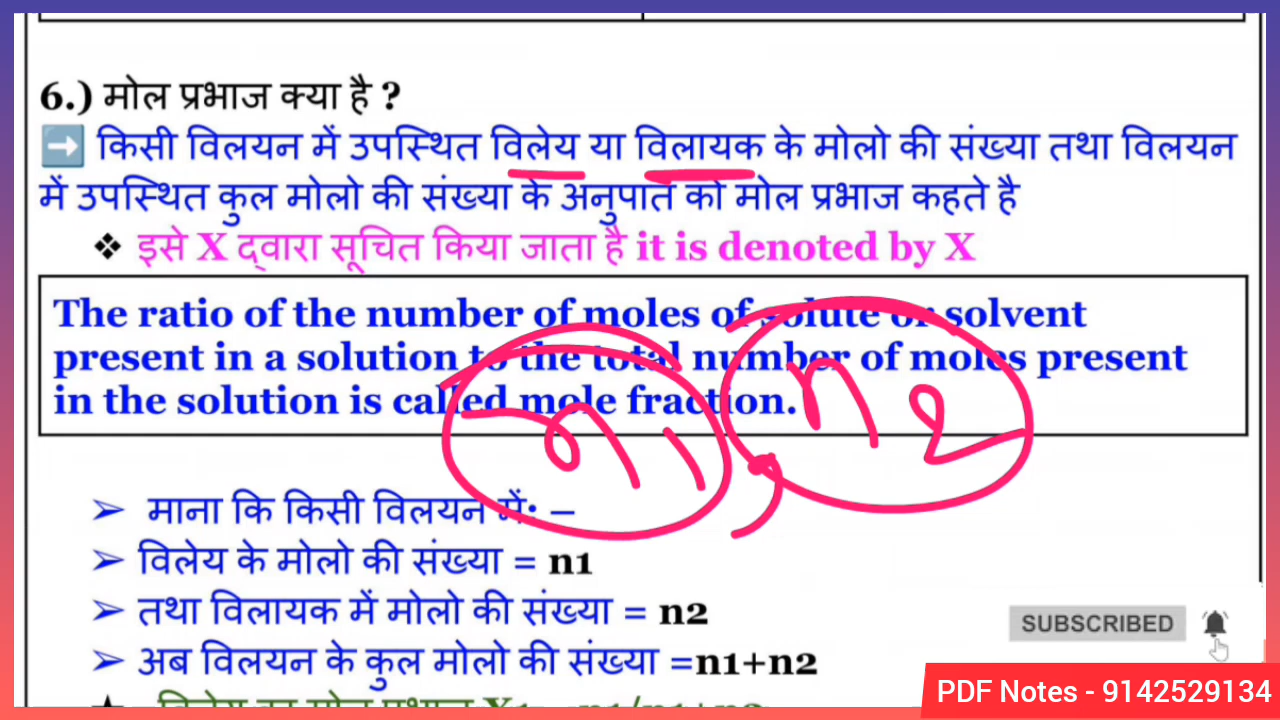 6.) मोल प्रभाज क्या है ?
➡ किसी विलयन में उपस्थित विलेय या विलायक के मोलो की संख्या तथा विलयन
में उपस्थित कुल मोलो की संख्या के अनुपात को मोल प्रभाज कहते है
❖ इसे X द्वारा सूचित किया जाता है it is denoted by X
The ratio of the number of moles of solute or solvent
present in a solution to the total number of moles present
in the solution is called mole fraction.
n1 , n2
➢ माना कि किसी विलयन में: –
➢ विलेय के मोलो की संख्या = n1
➢ तथा विलायक में मोलो की संख्या = n2
➢ अब विलयन के कुल मोलो की संख्या =n1+n2
SUBSCRIBED
PDF Notes - 9142529134